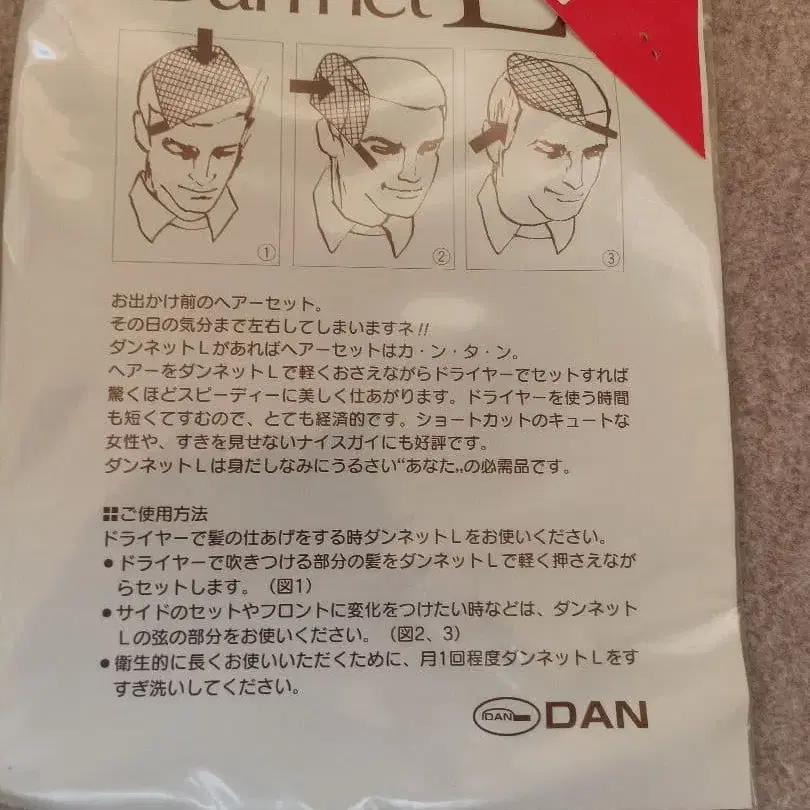 ①
②
③
お出かけ前のヘアーセット。
その日の気分まで左右してしまいますネ!!
ダンネットLがあればヘアーセットはカ・ン・タ・ン。
ヘアーをダンネットLで軽くおさえながらドライヤーでセットすれば
驚くほどスピーディーに美しく仕あがります。ドライヤーを使う時間
も短くてすむので、とても経済的です。ショートカットのキュートな
女性や、すきを見せないナイスガイにも好評です。
ダンネットLは身だしなみにうるさい“あなた„の必需品です。
ご使用方法
ドライヤーで髪の仕あげをする時ダンネットLをお使いください。
●ドライヤーで吹きつける部分の髪をダンネットLで軽く押さえなが
らセットします。(図1)
●サイドのセットやフロントに変化をつけたい時などは、ダンネット
Lの弦の部分をお使いください。(図2、3)
●衛生的に長くお使いいただくために、月1回程度ダンネットLをす
すぎ洗いしてください。
DAN DAN